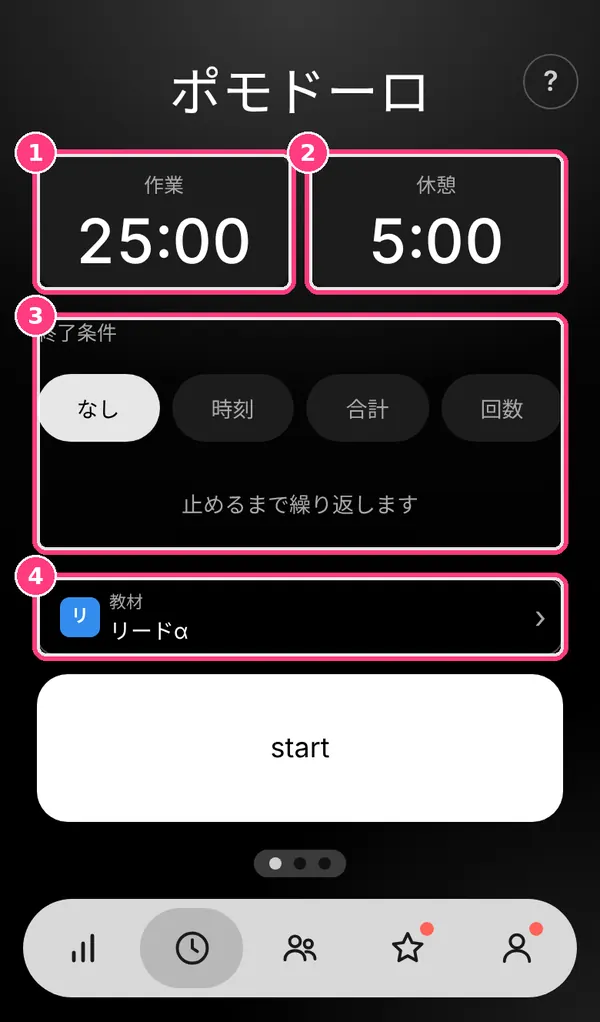 ポモドーロ
?
1
2
作業
休憩
25:00
5:00
3
終了条件
なし
時刻
合計
回数
止めるまで繰り返します
4
リ
教材
リードα
start